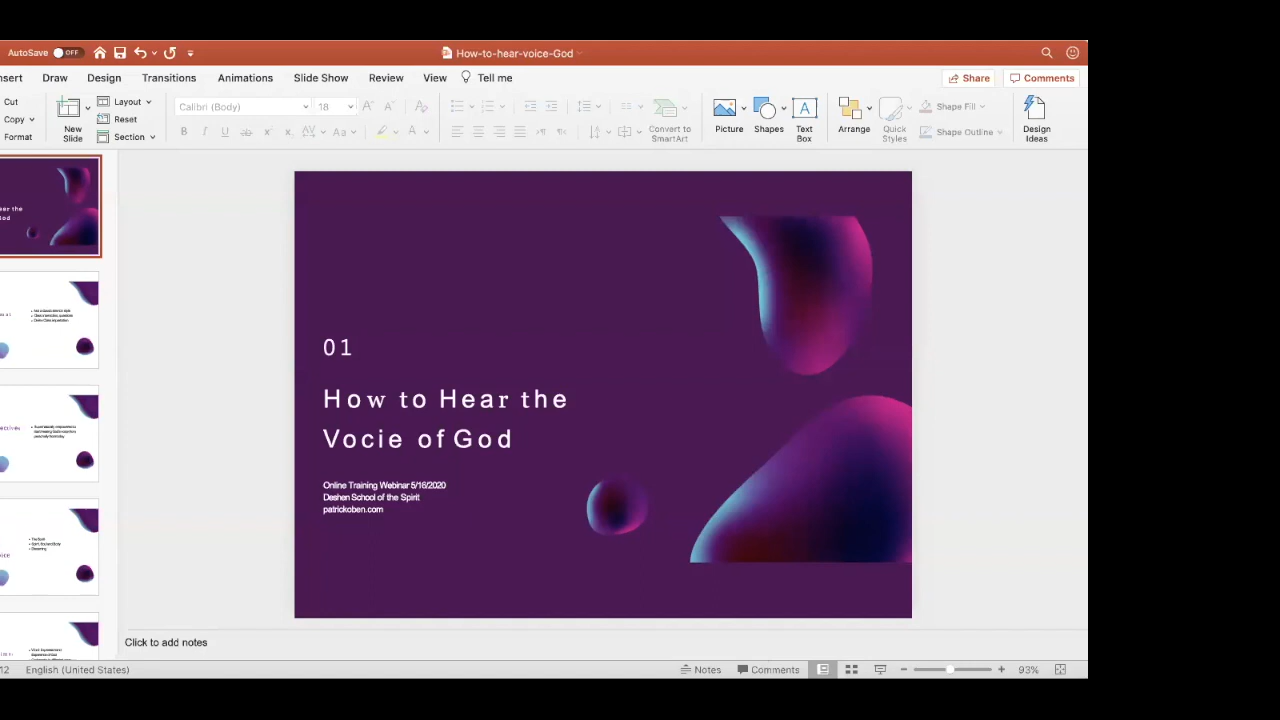 AutoSave OFF How-to-hear-voice-God
nsert Draw Design Transitions Animations Slide Show Review View Tell me Share Comments
Cut
Copy
Format
New
Slide
Layout
Reset
Section
Calibri (Body) 18
Convert to
SmartArt
Picture
Shapes
Text
Box
Arrange
Quick
Styles
Shape Fill
Shape Outline
Design
Ideas
ear the
God
01
How to Hear the
Vocie of God
Online Training Webinar 5/16/2020
Deshen School of the Spirit
patrickoben.com
Click to add notes
12 English (United States) Notes Comments 93%